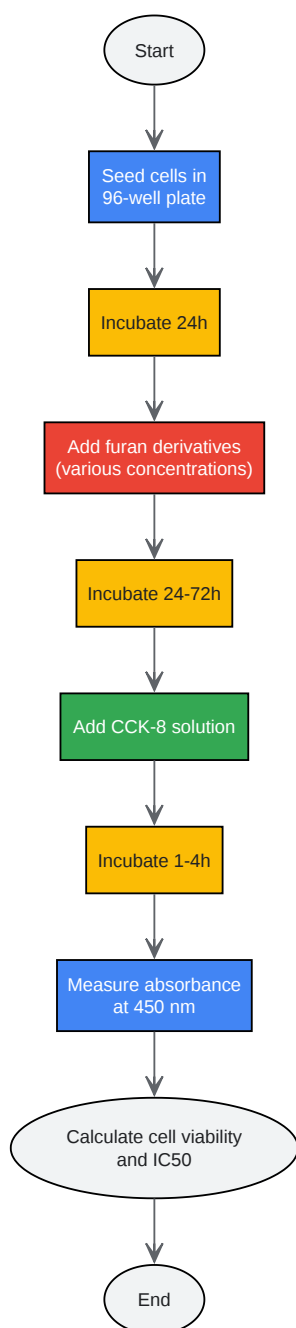 Start
Seed cells in
96-well plate
Incubate 24h
Add furan derivatives
(various concentrations)
Incubate 24-72h
Add CCK-8 solution
Incubate 1-4h
Measure absorbance
at 450 nm
Calculate cell viability
and IC50
End